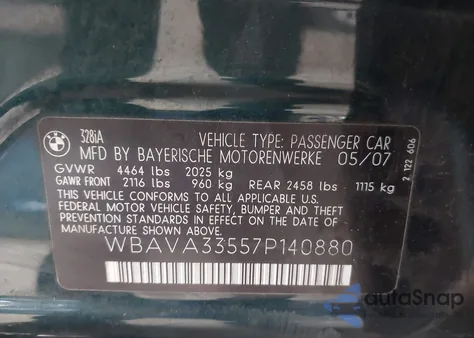 328iA
VEHICLE TYPE: PASSENGER CAR
MFD BY BAYERISCHE MOTORENWERKE 05/07
GVWR 4464 lbs 2025 kg
GAWR FRONT 2116 lbs 960 kg REAR 2458 lbs 1115 kg
THIS VEHICLE CONFORMS TO ALL APPLICABLE U.S.
FEDERAL MOTOR VEHICLE SAFETY, BUMPER AND THEFT
PREVENTION STANDARDS IN EFFECT ON THE DATE OF
MANUFACTURE SHOWN ABOVE.
WBAVA33557P140880
2 122 606
autoSnap